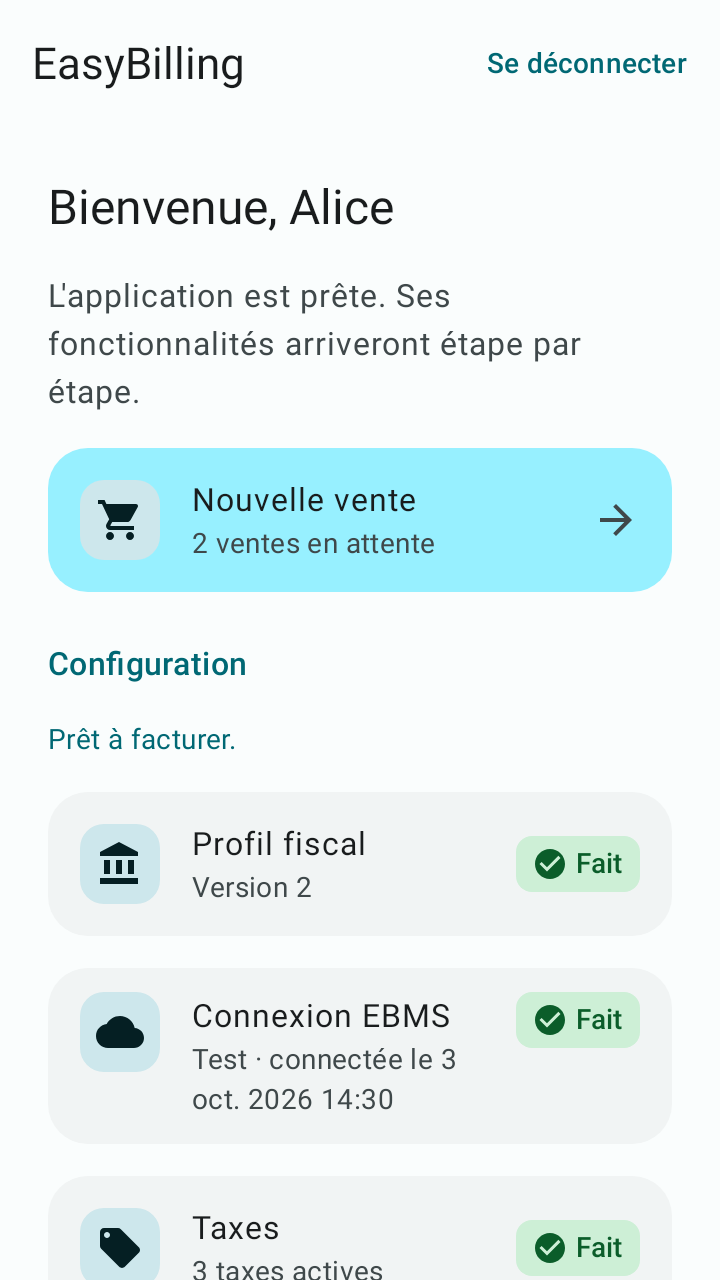 EasyBilling
Se déconnecter
Bienvenue, Alice
L'application est prête. Ses
fonctionnalités arriveront étape par
étape.
Nouvelle vente
2 ventes en attente
Configuration
Prêt à facturer.
Profil fiscal
Version 2
Fait
Connexion EBMS
Test · connectée le 3
oct. 2026 14:30
Fait
Taxes
3 taxes actives
Fait